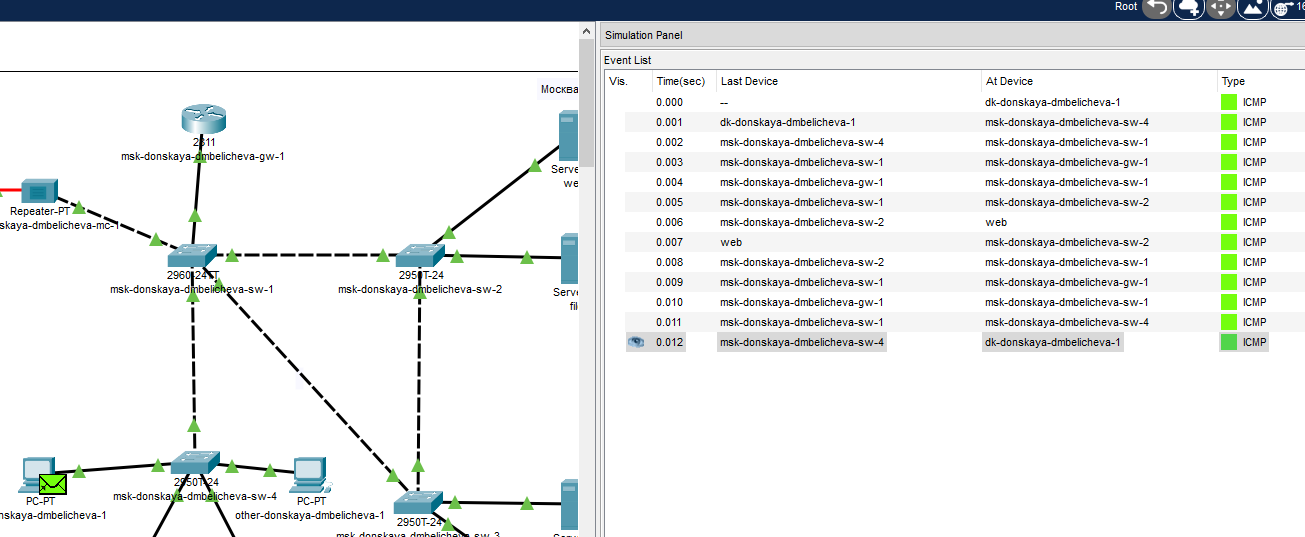 Root
16
Simulation Panel
Event List
Vis. Time(sec) Last Device At Device Type
0.000 -- dk-donskaya-dmbelicheva-1 ICMP
0.001 dk-donskaya-dmbelicheva-1 msk-donskaya-dmbelicheva-sw-4 ICMP
0.002 msk-donskaya-dmbelicheva-sw-4 msk-donskaya-dmbelicheva-sw-1 ICMP
0.003 msk-donskaya-dmbelicheva-sw-1 msk-donskaya-dmbelicheva-gw-1 ICMP
0.004 msk-donskaya-dmbelicheva-gw-1 msk-donskaya-dmbelicheva-sw-1 ICMP
0.005 msk-donskaya-dmbelicheva-sw-1 msk-donskaya-dmbelicheva-sw-2 ICMP
0.006 msk-donskaya-dmbelicheva-sw-2 web ICMP
0.007 web msk-donskaya-dmbelicheva-sw-2 ICMP
0.008 msk-donskaya-dmbelicheva-sw-2 msk-donskaya-dmbelicheva-sw-1 ICMP
0.009 msk-donskaya-dmbelicheva-sw-1 msk-donskaya-dmbelicheva-gw-1 ICMP
0.010 msk-donskaya-dmbelicheva-gw-1 msk-donskaya-dmbelicheva-sw-1 ICMP
0.011 msk-donskaya-dmbelicheva-sw-1 msk-donskaya-dmbelicheva-sw-4 ICMP
0.012 msk-donskaya-dmbelicheva-sw-4 dk-donskaya-dmbelicheva-1 ICMP
Москва
2811
msk-donskaya-dmbelicheva-gw-1
Serve
we
Repeater-PT
skaya-dmbelicheva-mc-1
2960-24TT
msk-donskaya-dmbelicheva-sw-1
2950T-24
msk-donskaya-dmbelicheva-sw-2
Serve
fil
2950T-24
msk-donskaya-dmbelicheva-sw-4
PC-PT
nskaya-dmbelicheva-1
PC-PT
other-donskaya-dmbelicheva-1
2950T-24
msk-donskaya-dmbelicheva-sw-3